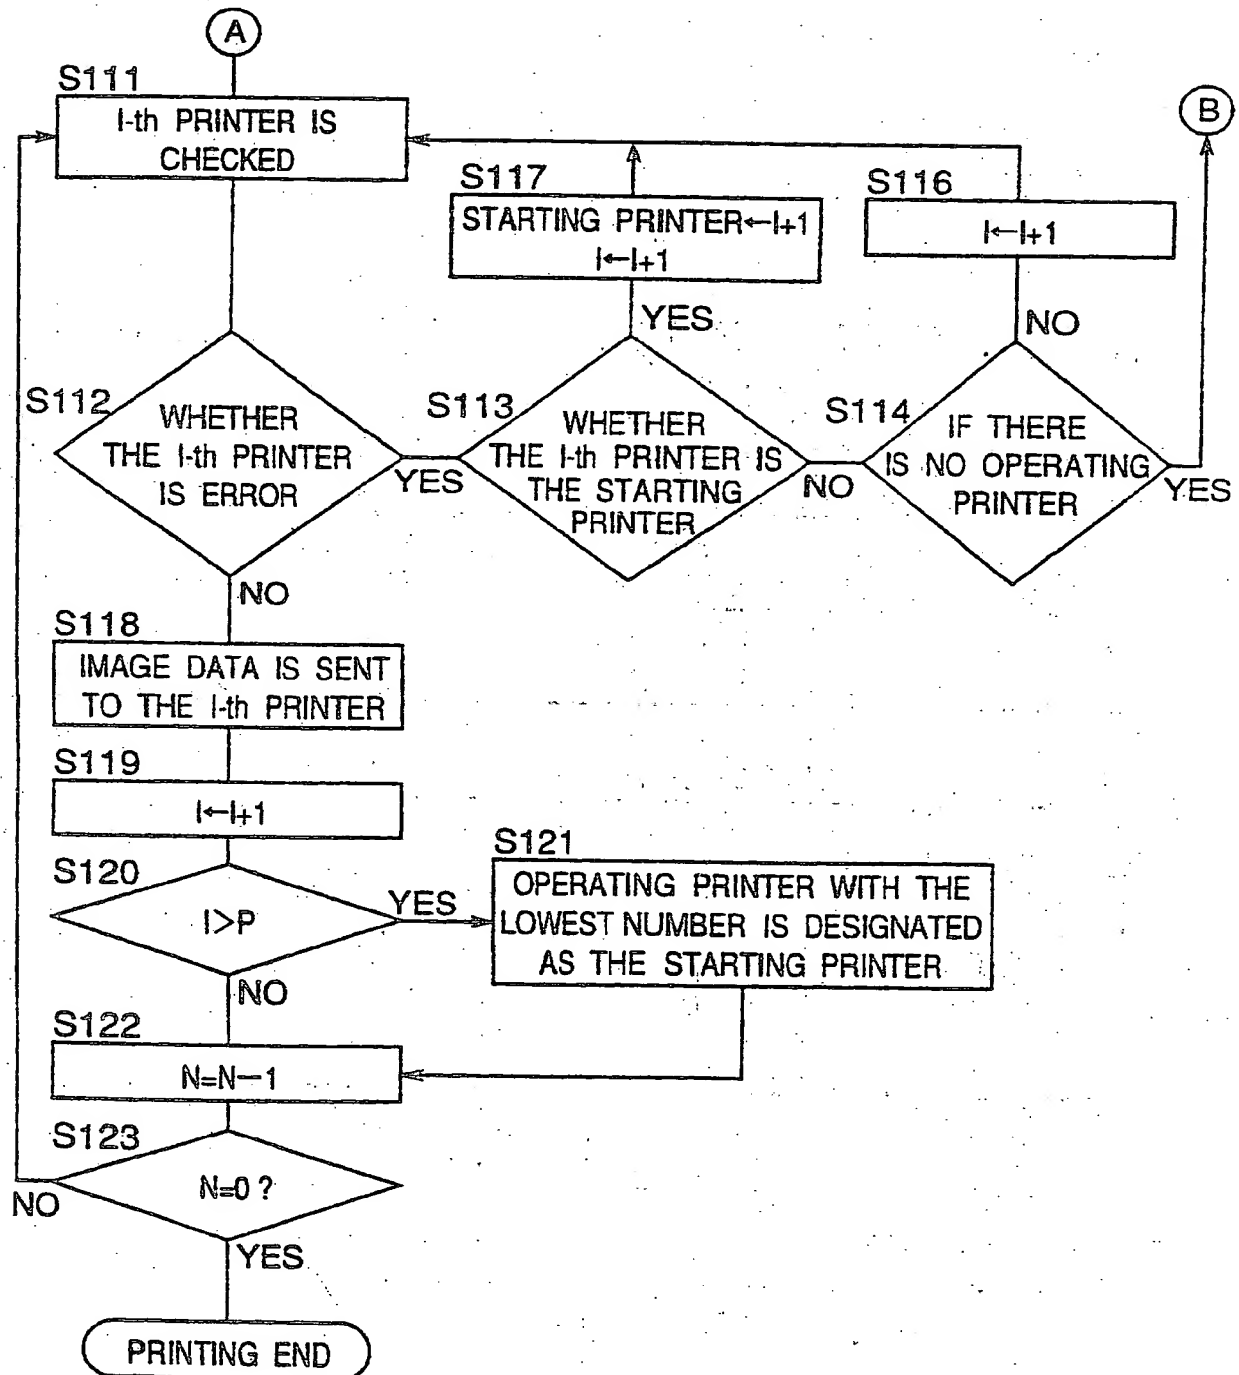 A
S111
I-th PRINTER IS
CHECKED
B
S117
STARTING PRINTER←I+1
I←I+1
S116
I←I+1
YES
NO
S112
WHETHER
THE I-th PRINTER
IS ERROR
YES
S113
WHETHER
THE I-th PRINTER IS
THE STARTING
PRINTER
NO
S114
IF THERE
IS NO OPERATING
PRINTER
YES
NO
S118
IMAGE DATA IS SENT
TO THE I-th PRINTER
S119
I←I+1
S120
I>P
YES
S121
OPERATING PRINTER WITH THE
LOWEST NUMBER IS DESIGNATED
AS THE STARTING PRINTER
NO
S122
N=N−1
S123
N=0 ?
NO
YES
PRINTING END